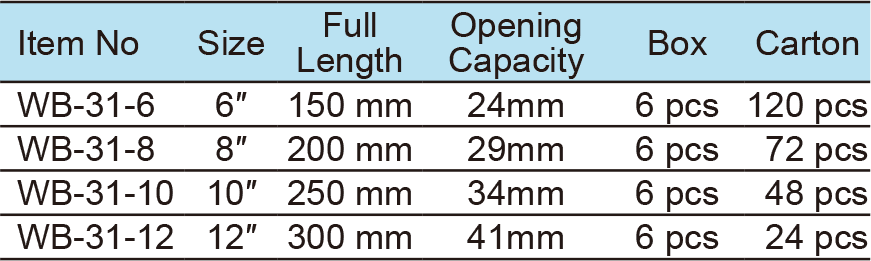 Item No Size Full Length Opening Capacity Box Carton
WB-31-6 6″ 150 mm 24mm 6 pcs 120 pcs
WB-31-8 8″ 200 mm 29mm 6 pcs 72 pcs
WB-31-10 10″ 250 mm 34mm 6 pcs 48 pcs
WB-31-12 12″ 300 mm 41mm 6 pcs 24 pcs